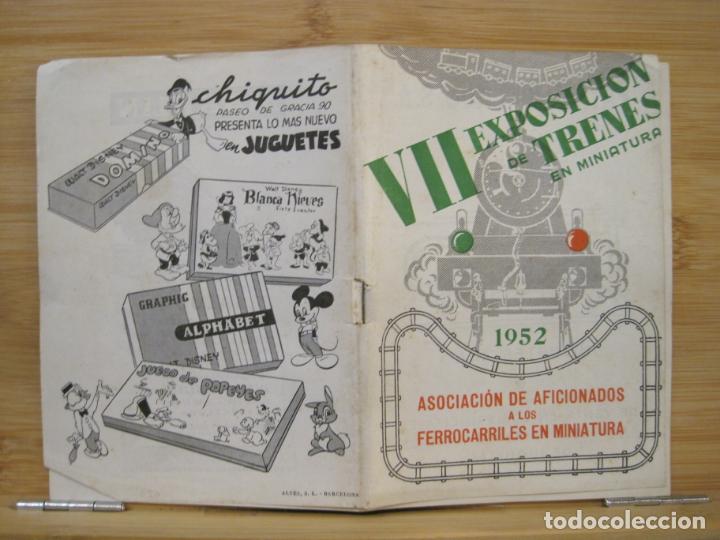 chiquito
PASEO DE GRACIA 90
PRESENTA LO MAS NUEVO
en JUGUETES
WALT DISNEY
DOMINO
WALT DISNEY
Walt Disney
Blanca Nieves
GRAPHIC
ALPHABET
DISNEY
JUEGO de POPEYES
ALTÉS, S. L. - BARCELONA
VII EXPOSICION
DE TRENES
EN MINIATURA
1952
ASOCIACIÓN DE AFICIONADOS
A LOS
FERROCARRILES EN MINIATURA
todocoleccion